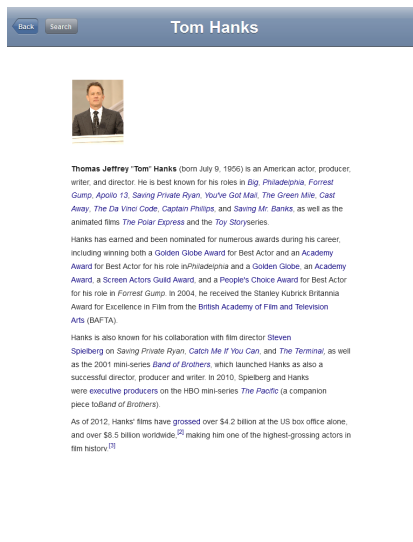 Back
Search
Tom Hanks
Thomas Jeffrey "Tom" Hanks (born July 9, 1956) is an American actor, producer,
writer, and director. He is best known for his roles in Big, Philadelphia, Forrest
Gump, Apollo 13, Saving Private Ryan, You've Got Mail, The Green Mile, Cast
Away, The Da Vinci Code, Captain Phillips, and Saving Mr. Banks, as well as the
animated films The Polar Express and the Toy Storyseries.
Hanks has earned and been nominated for numerous awards during his career,
including winning both a Golden Globe Award for Best Actor and an Academy
Award for Best Actor for his role inPhiladelphia and a Golden Globe, an Academy
Award, a Screen Actors Guild Award, and a People's Choice Award for Best Actor
for his role in Forrest Gump. In 2004, he received the Stanley Kubrick Britannia
Award for Excellence in Film from the British Academy of Film and Television
Arts (BAFTA).
Hanks is also known for his collaboration with film director Steven
Spielberg on Saving Private Ryan, Catch Me If You Can, and The Terminal, as well
as the 2001 mini-series Band of Brothers, which launched Hanks as also a
successful director, producer and writer. In 2010, Spielberg and Hanks
were executive producers on the HBO mini-series The Pacific (a companion
piece toBand of Brothers).
As of 2012, Hanks' films have grossed over $4.2 billion at the US box office alone,
and over $8.5 billion worldwide,[2] making him one of the highest-grossing actors in
film history.[3]